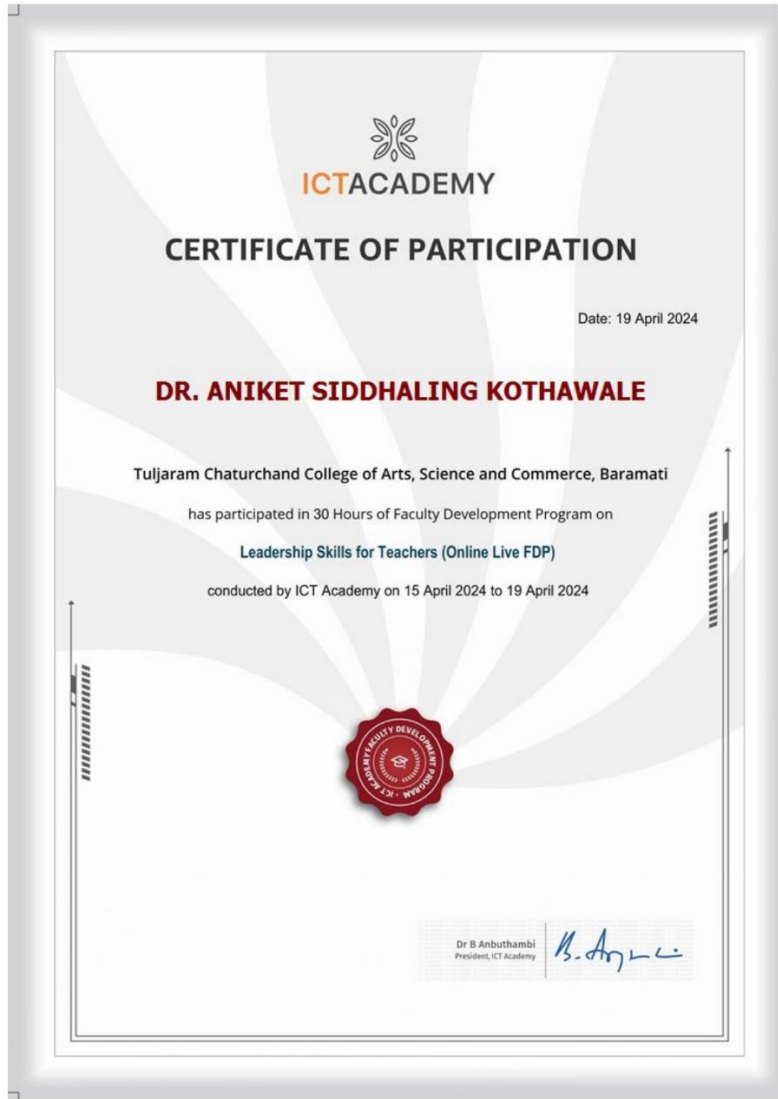 ICTACADEMY
CERTIFICATE OF PARTICIPATION
Date: 19 April 2024
DR. ANIKET SIDDHALING KOTHAWALE
Tuljaram Chaturchand College of Arts, Science and Commerce, Baramati
has participated in 30 Hours of Faculty Development Program on
Leadership Skills for Teachers (Online Live FDP)
conducted by ICT Academy on 15 April 2024 to 19 April 2024
FACULTY DEVELOPMENT PROGRAM · ICT ACADEMY
Dr B Anbuthambi
President, ICT Academy